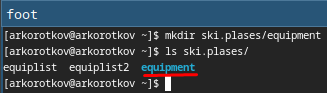 foot
[arkorotkov@arkorotkov ~]$ mkdir ski.plases/equipment
[arkorotkov@arkorotkov ~]$ ls ski.plases/
equiplist  equiplist2  equipment
[arkorotkov@arkorotkov ~]$